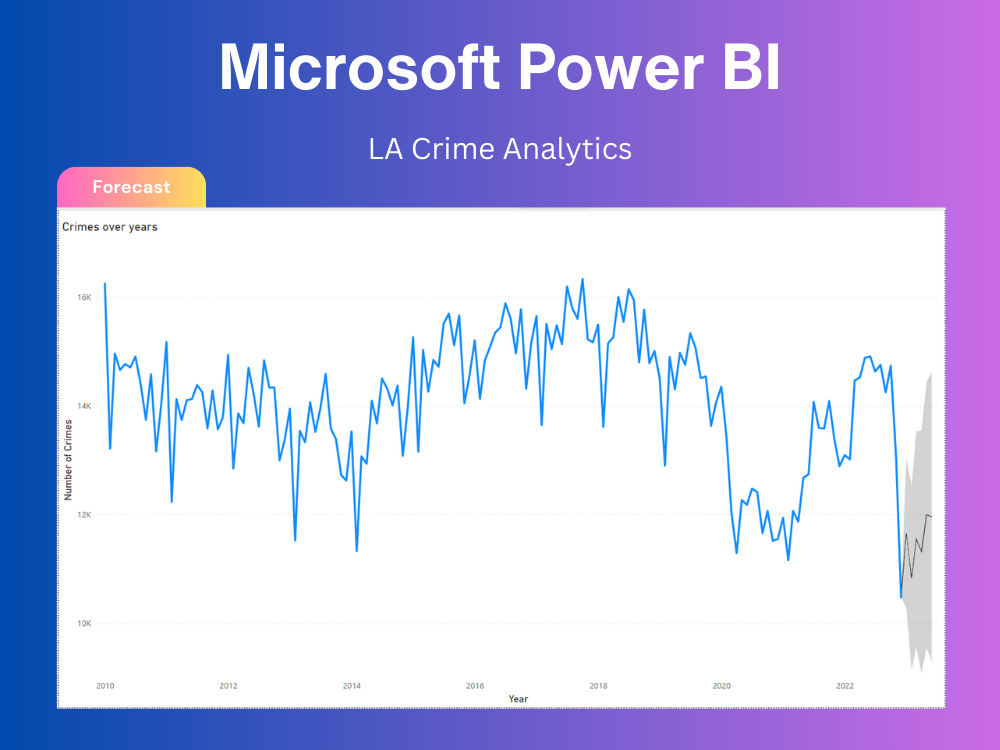 Microsoft Power BI
LA Crime Analytics
Forecast
Crimes over years
Number of Crimes
16K
14K
12K
10K
2010 2012 2014 2016 2018 2020 2022
Year